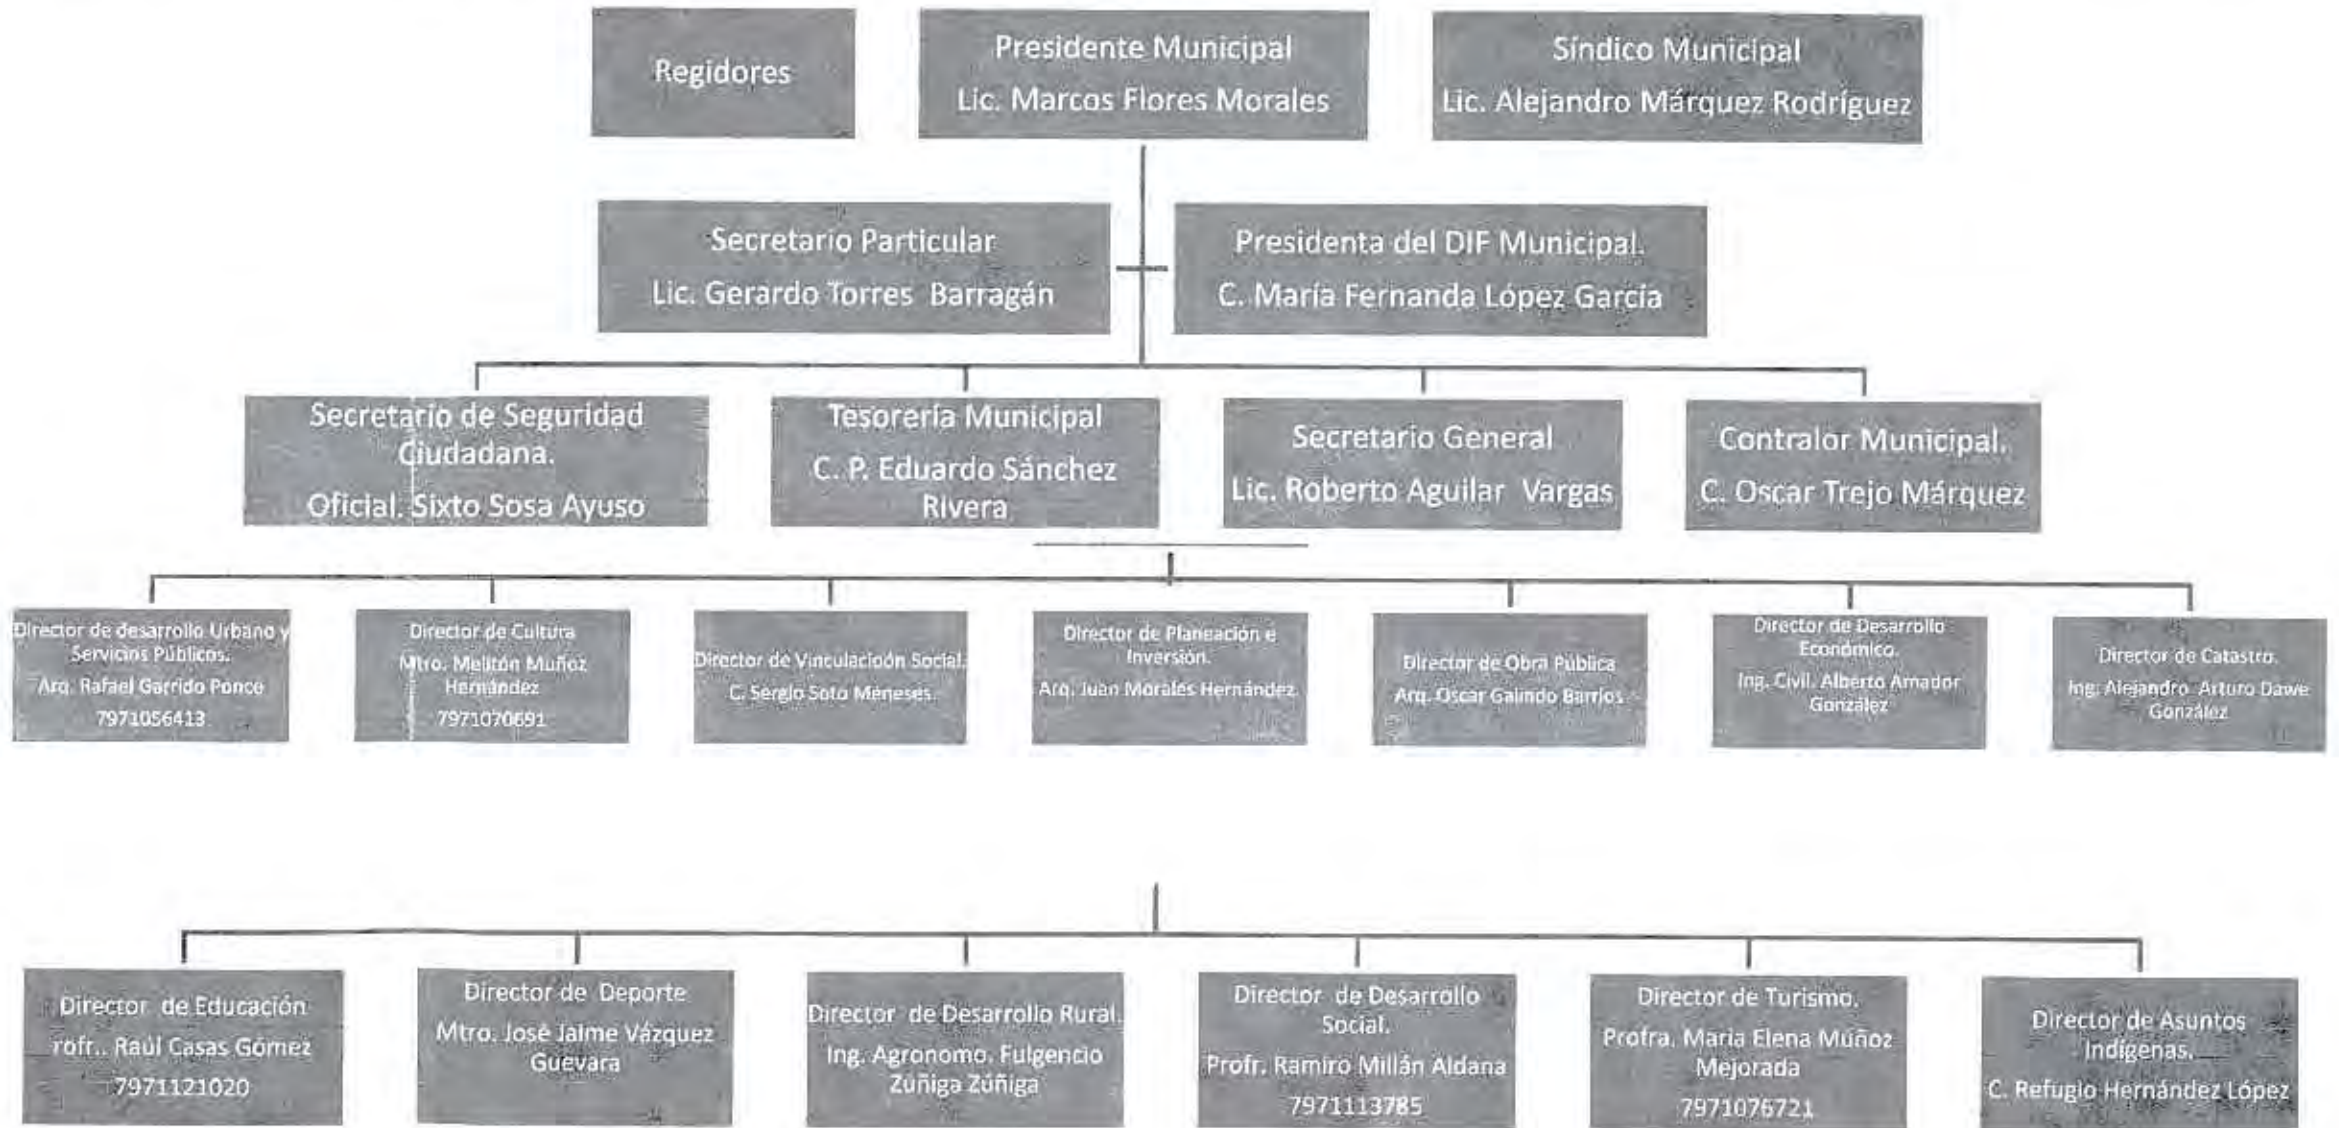 Regidores
Presidente Municipal
Lic. Marcos Flores Morales
Síndico Municipal
Lic. Alejandro Márquez Rodríguez
Secretario Particular
Lic. Gerardo Torres Barragán
Presidenta del DIF Municipal.
C. María Fernanda López García
Secretario de Seguridad
Ciudadana.
Oficial. Sixto Sosa Ayuso
Tesorería Municipal
C. P. Eduardo Sánchez
Rivera
Secretario General
Lic. Roberto Aguilar Vargas
Contralor Municipal.
C. Oscar Trejo Márquez
Director de desarrollo Urbano y
Servicios Públicos.
Arq. Rafael Garrido Ponce
7971056413
Director de Cultura
Mtro. Melitón Muñoz
Hernández
7971070691
Director de Vinculacioón Social.
C. Sergio Soto Meneses.
Director de Planeación e
Inversión.
Arq. Juan Morales Hernández.
Director de Obra Pública
Arq. Oscar Galindo Barrios
Director de Desarrollo
Económico.
Ing. Civil. Alberto Amador
González
Director de Catastro.
Ing. Alejandro Arturo Dawe
González
Director de Educación
rofr.. Raúl Casas Gómez
7971121020
Director de Deporte
Mtro. José Jaime Vázquez
Guevara
Director de Desarrollo Rural.
Ing. Agronomo. Fulgencio
Zúñiga Zúñiga
Director de Desarrollo
Social.
Profr. Ramiro Millán Aldana
7971113785
Director de Turismo.
Profra. Maria Elena Muñoz
Mejorada
7971076721
Director de Asuntos
Indígenas.
C. Refugio Hernández López